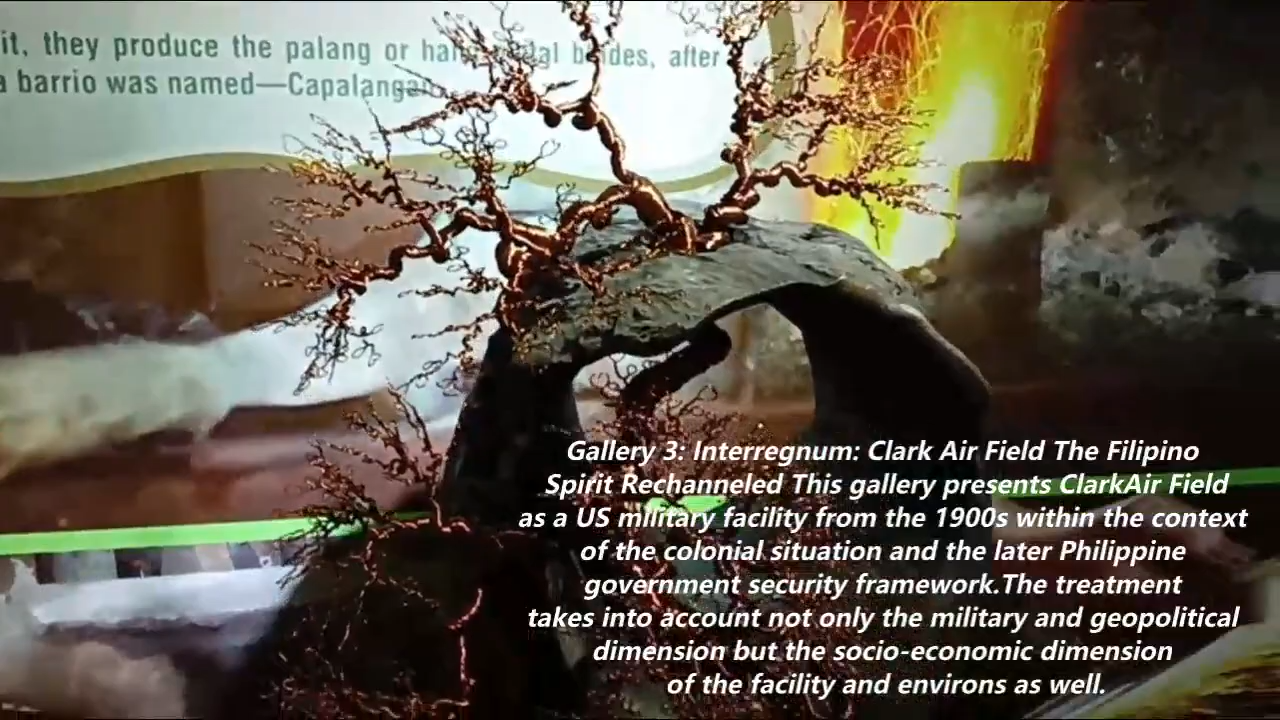 it, they produce the palang or blades, after
a barrio was named—Capalangan
Gallery 3: Interregnum: Clark Air Field The Filipino
Spirit Rechanneled This gallery presents ClarkAir Field
as a US military facility from the 1900s within the context
of the colonial situation and the later Philippine
government security framework.The treatment
takes into account not only the military and geopolitical
dimension but the socio-economic dimension
of the facility and environs as well.